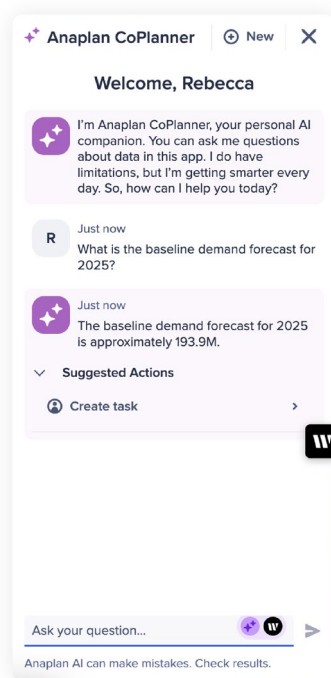 Anaplan CoPlanner
New
Welcome, Rebecca
I'm Anaplan CoPlanner, your personal AI
companion. You can ask me questions
about data in this app. I do have
limitations, but I'm getting smarter every
day. So, how can I help you today?
R
Just now
What is the baseline demand forecast for
2025?
Just now
The baseline demand forecast for 2025
is approximately 193.9M.
Suggested Actions
Create task
W
Ask your question...
W
Anaplan AI can make mistakes. Check results.